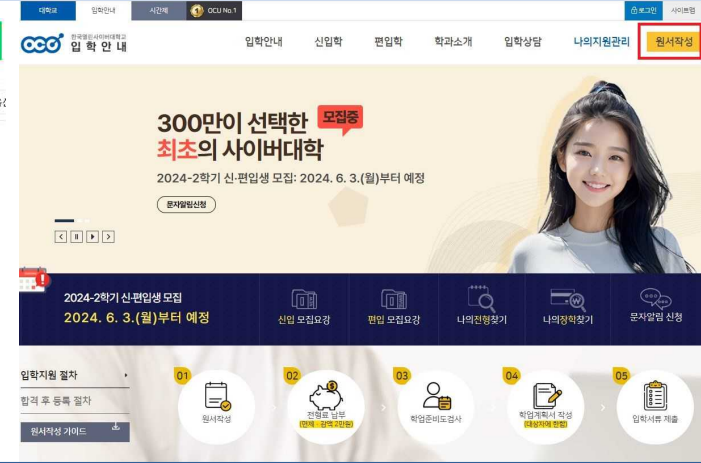 대학교 입학안내 시간제 OCU No.1 로그인 사이트맵
OCU 한국열린사이버대학교
입학안내
입학안내 신입학 편입학 학과소개 입학상담 나의지원관리 원서작성
300만이 선택한 모집중
최초의 사이버대학
2024-2학기 신·편입생 모집: 2024. 6. 3.(월)부터 예정
문자알림신청
2024-2학기 신·편입생 모집
2024. 6. 3.(월)부터 예정
신입 모집요강 편입 모집요강 나의전형찾기 나의장학찾기 문자알림 신청
입학지원 절차
합격 후 등록 절차
원서작성 가이드
01 02 03 04 05
원서작성
전형료 납부
학업준비도검사
학업계획서 작성
(대상자에 한함)
입학서류 제출